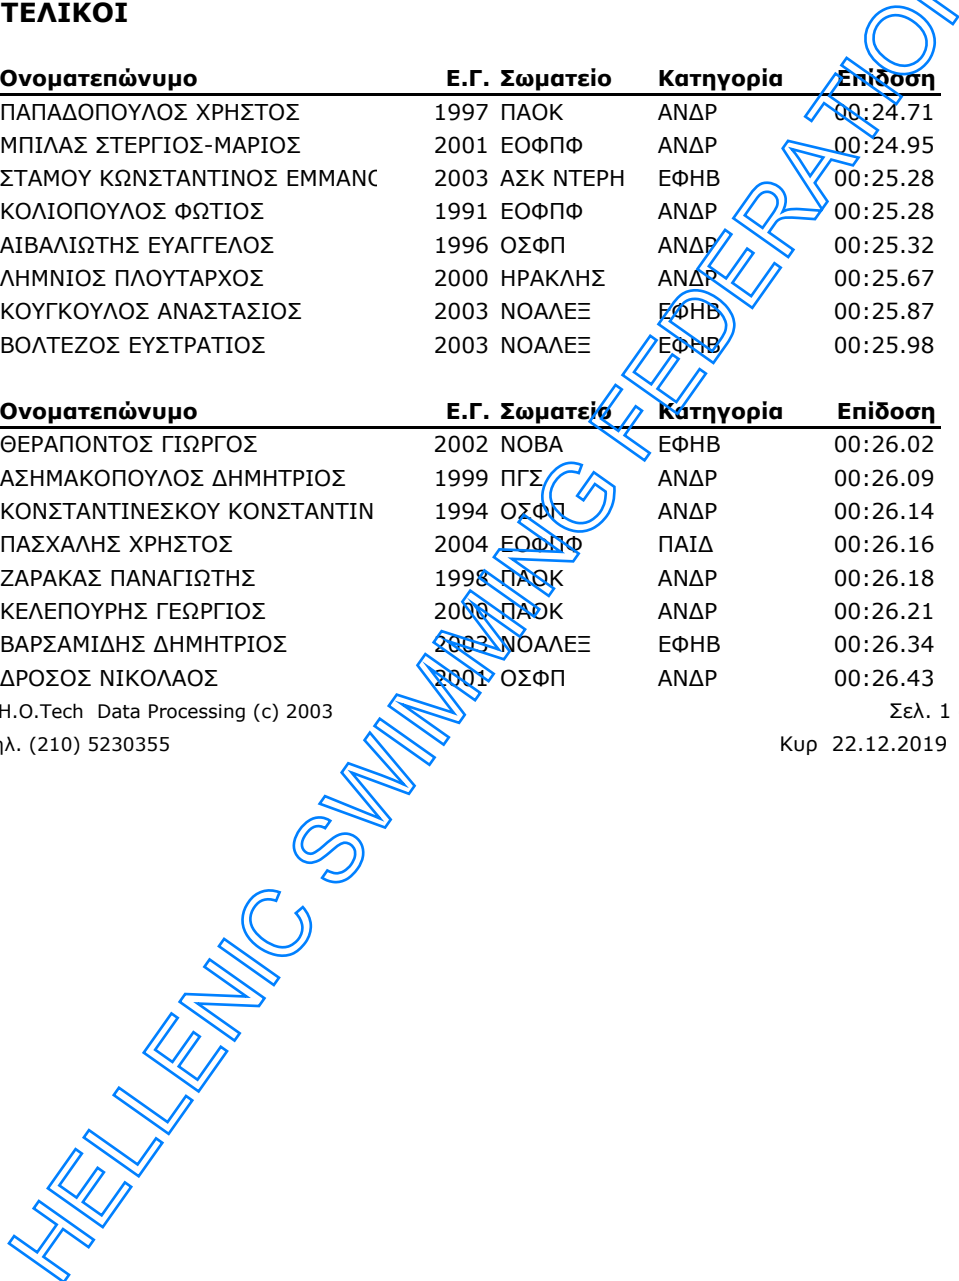 ΤΕΛΙΚΟΙ
Ονοματεπώνυμο Ε.Γ. Σωματείο Κατηγορία Επίδοση
ΠΑΠΑΔΟΠΟΥΛΟΣ ΧΡΗΣΤΟΣ 1997 ΠΑΟΚ ΑΝΔΡ 00:24.71
ΜΠΙΛΑΣ ΣΤΕΡΓΙΟΣ-ΜΑΡΙΟΣ 2001 ΕΟΦΠΦ ΑΝΔΡ 00:24.95
ΣΤΑΜΟΥ ΚΩΝΣΤΑΝΤΙΝΟΣ ΕΜΜΑΝΟ 2003 ΑΣΚ ΝΤΕΡΗ ΕΦΗΒ 00:25.28
ΚΟΛΙΟΠΟΥΛΟΣ ΦΩΤΙΟΣ 1991 ΕΟΦΠΦ ΑΝΔΡ 00:25.28
ΑΙΒΑΛΙΩΤΗΣ ΕΥΑΓΓΕΛΟΣ 1996 ΟΣΦΠ ΑΝΔΡ 00:25.32
ΛΗΜΝΙΟΣ ΠΛΟΥΤΑΡΧΟΣ 2000 ΗΡΑΚΛΗΣ ΑΝΔΡ 00:25.67
ΚΟΥΓΚΟΥΛΟΣ ΑΝΑΣΤΑΣΙΟΣ 2003 ΝΟΑΛΕΞ ΕΦΗΒ 00:25.87
ΒΟΛΤΕΖΟΣ ΕΥΣΤΡΑΤΙΟΣ 2003 ΝΟΑΛΕΞ ΕΦΗΒ 00:25.98
Ονοματεπώνυμο Ε.Γ. Σωματείο Κατηγορία Επίδοση
ΘΕΡΑΠΟΝΤΟΣ ΓΙΩΡΓΟΣ 2002 ΝΟΒΑ ΕΦΗΒ 00:26.02
ΑΣΗΜΑΚΟΠΟΥΛΟΣ ΔΗΜΗΤΡΙΟΣ 1999 ΠΓΣ ΑΝΔΡ 00:26.09
ΚΟΝΣΤΑΝΤΙΝΕΣΚΟΥ ΚΟΝΣΤΑΝΤΙΝ 1994 ΟΣΦΠ ΑΝΔΡ 00:26.14
ΠΑΣΧΑΛΗΣ ΧΡΗΣΤΟΣ 2004 ΕΟΦΠΦ ΠΑΙΔ 00:26.16
ΖΑΡΑΚΑΣ ΠΑΝΑΓΙΩΤΗΣ 1998 ΠΑΟΚ ΑΝΔΡ 00:26.18
ΚΕΛΕΠΟΥΡΗΣ ΓΕΩΡΓΙΟΣ 2000 ΠΑΟΚ ΑΝΔΡ 00:26.21
ΒΑΡΣΑΜΙΔΗΣ ΔΗΜΗΤΡΙΟΣ 2003 ΝΟΑΛΕΞ ΕΦΗΒ 00:26.34
ΔΡΟΣΟΣ ΝΙΚΟΛΑΟΣ 2001 ΟΣΦΠ ΑΝΔΡ 00:26.43
H.O.Tech Data Processing (c) 2003 Σελ. 1
ηλ. (210) 5230355 Κυρ 22.12.2019
HELLENIC SWIMMING FEDERATION